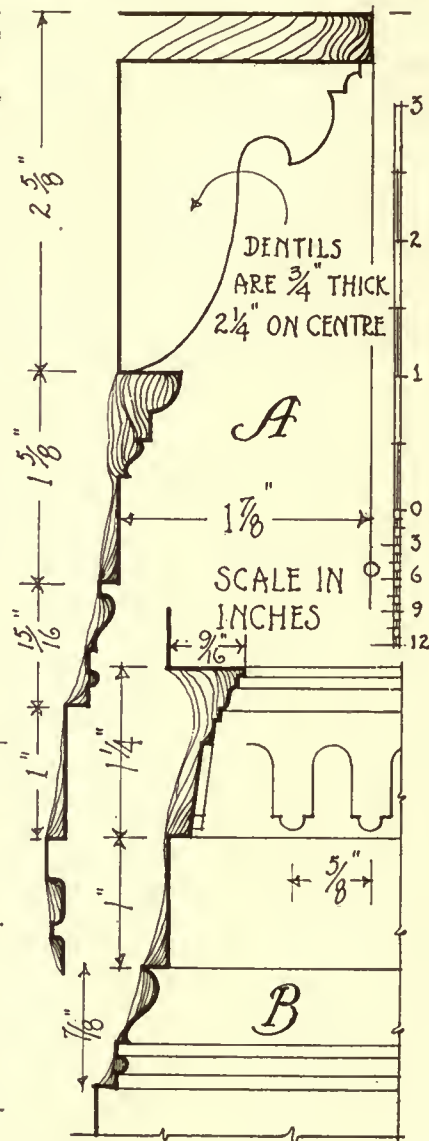 2 5/8"
3
2
1
0
3
6
9
12
DENTILS
ARE 3/4" THICK
2 1/4" ON CENTRE
A
1 5/8"
1 7/8"
SCALE IN
INCHES
15/16"
9/16"
1"
1 1/4"
5/8"
1"
7/8"
B